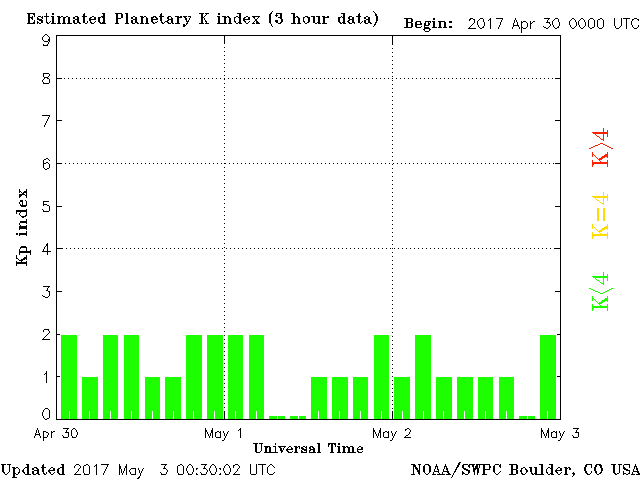 Estimated Planetary K index (3 hour data) Begin: 2017 Apr 30 0000 UTC
9
8
7
6
5
4
3
2
1
0
Kp index
K>4
K=4
K<4
Apr 30 May 1 May 2 May 3
Universal Time
Updated 2017 May 3 00:30:02 UTC NOAA/SWPC Boulder, CO USA